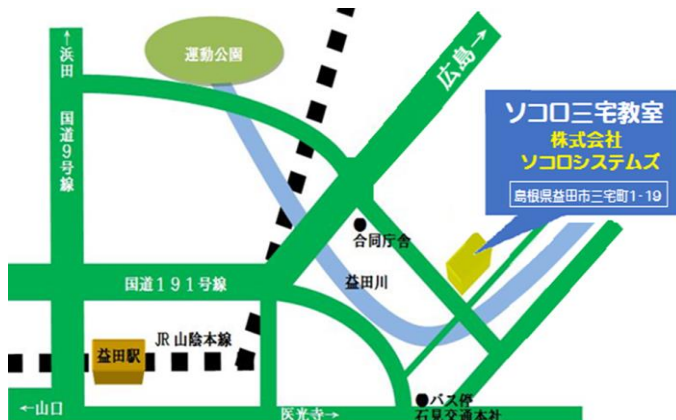 ←浜田
国道9号線
運動公園
広島→
ソコロ三宅教室
株式会社
ソコロシステムズ
島根県益田市三宅町1-19
合同庁舎
益田川
国道191号線
JR山陰本線
益田駅
←山口
医光寺→
バス停
石見交通本社